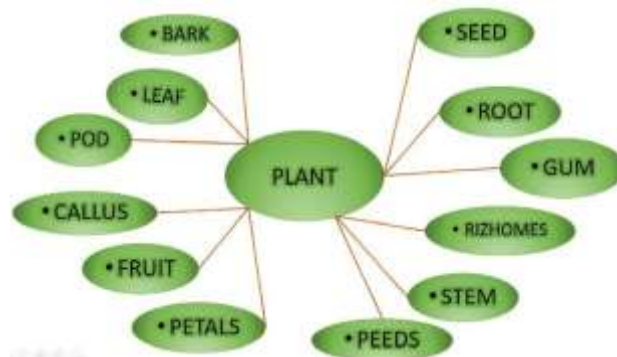 • BARK
• SEED
• LEAF
• ROOT
• POD
PLANT
• GUM
• CALLUS
• RIZHOMES
• FRUIT
• STEM
• PETALS
• PEEDS